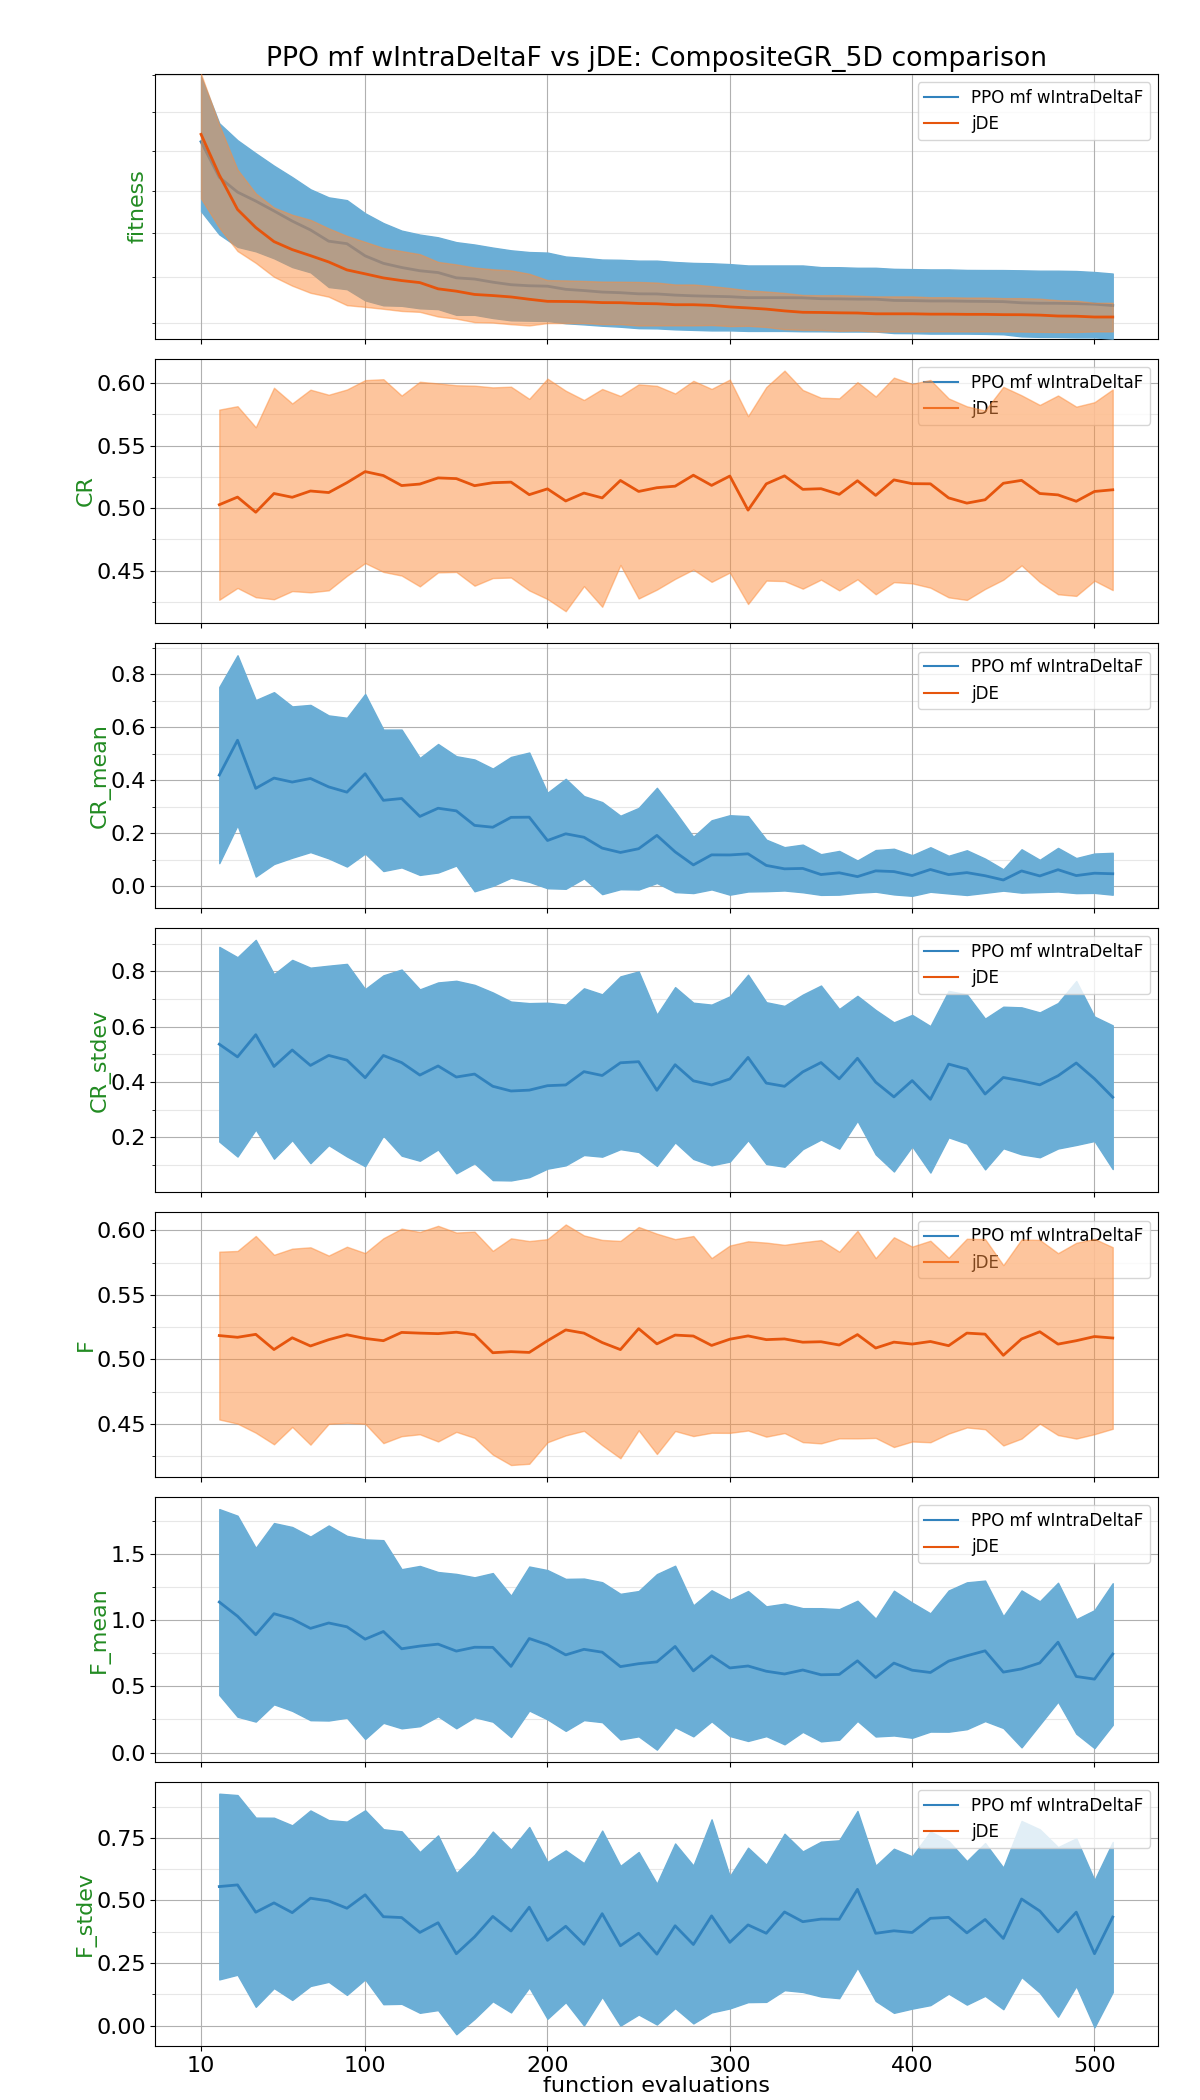 PPO mf wIntraDeltaF vs jDE: CompositeGR_5D comparison
fitness
PPO mf wIntraDeltaF
jDE
CR
0.60
0.55
0.50
0.45
PPO mf wIntraDeltaF
jDE
CR_mean
0.8
0.6
0.4
0.2
0.0
PPO mf wIntraDeltaF
jDE
CR_stdev
0.8
0.6
0.4
0.2
PPO mf wIntraDeltaF
jDE
F
0.60
0.55
0.50
0.45
PPO mf wIntraDeltaF
jDE
F_mean
1.5
1.0
0.5
0.0
PPO mf wIntraDeltaF
jDE
F_stdev
0.75
0.50
0.25
0.00
PPO mf wIntraDeltaF
jDE
10 100 200 300 400 500
function evaluations